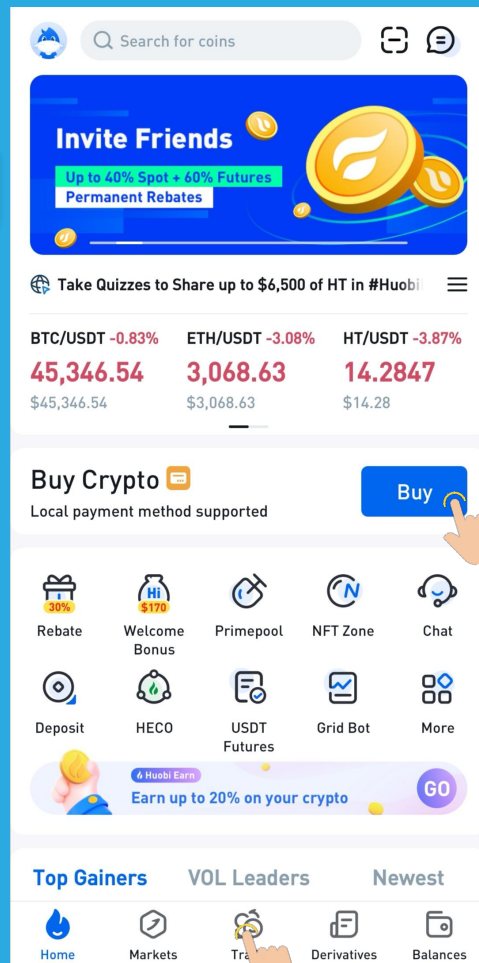 Search for coins
Invite Friends
Up to 40% Spot + 60% Futures
Permanent Rebates
Take Quizzes to Share up to $6,500 of HT in #Huobi
BTC/USDT -0.83%
ETH/USDT -3.08%
HT/USDT -3.87%
45,346.54
3,068.63
14.2847
$45,346.54
$3,068.63
$14.28
Buy Crypto
Local payment method supported
Buy
30%
Hi
$170
N
Rebate
Welcome
Bonus
Primepool
NFT Zone
Chat
Deposit
HECO
USDT
Futures
Grid Bot
More
Huobi Earn
Earn up to 20% on your crypto
GO
Top Gainers
VOL Leaders
Newest
Home
Markets
Derivatives
Balances